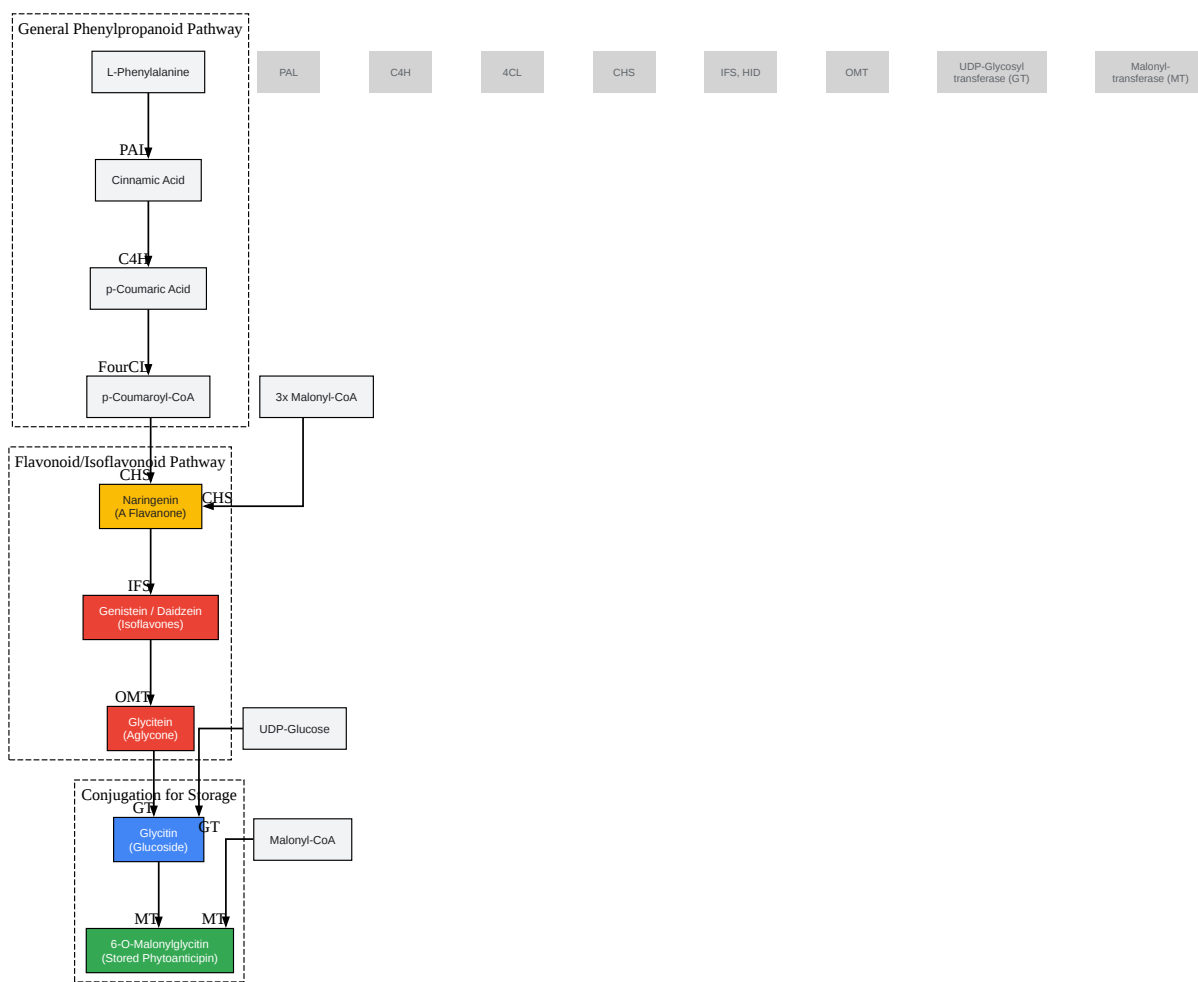 General Phenylpropanoid Pathway
L-Phenylalanine
PAL
C4H
4CL
CHS
IFS, HID
OMT
UDP-Glycosyl
transferase (GT)
Malonyl-
transferase (MT)
PAL
Cinnamic Acid
C4H
p-Coumaric Acid
FourCL
p-Coumaroyl-CoA
3x Malonyl-CoA
Flavonoid/Isoflavonoid Pathway
CHS
Naringenin
(A Flavanone)
CHS
IFS
Genistein / Daidzein
(Isoflavones)
OMT
Glycitein
(Aglycone)
UDP-Glucose
Conjugation for Storage
GT
GT
Glycitin
(Glucoside)
Malonyl-CoA
MT
MT
6-O-Malonylglycitin
(Stored Phytoanticipin)